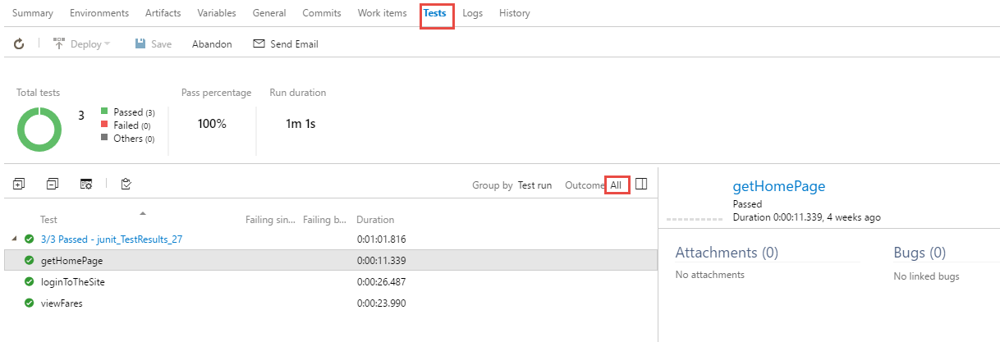 Summary Environments Artifacts Variables General Commits Work items Tests Logs History
Deploy Save Abandon Send Email
Total tests Pass percentage Run duration
3 Passed (3) 100% 1m 1s
Failed (0)
Others (0)
Group by Test run Outcome All
getHomePage
Passed
Duration 0:00:11.339, 4 weeks ago
Test Failing sin... Failing b... Duration
3/3 Passed - junit_TestResults_27 0:01:01.816
getHomePage 0:00:11.339
loginToTheSite 0:00:26.487
viewFares 0:00:23.990
Attachments (0) Bugs (0)
No attachments No linked bugs